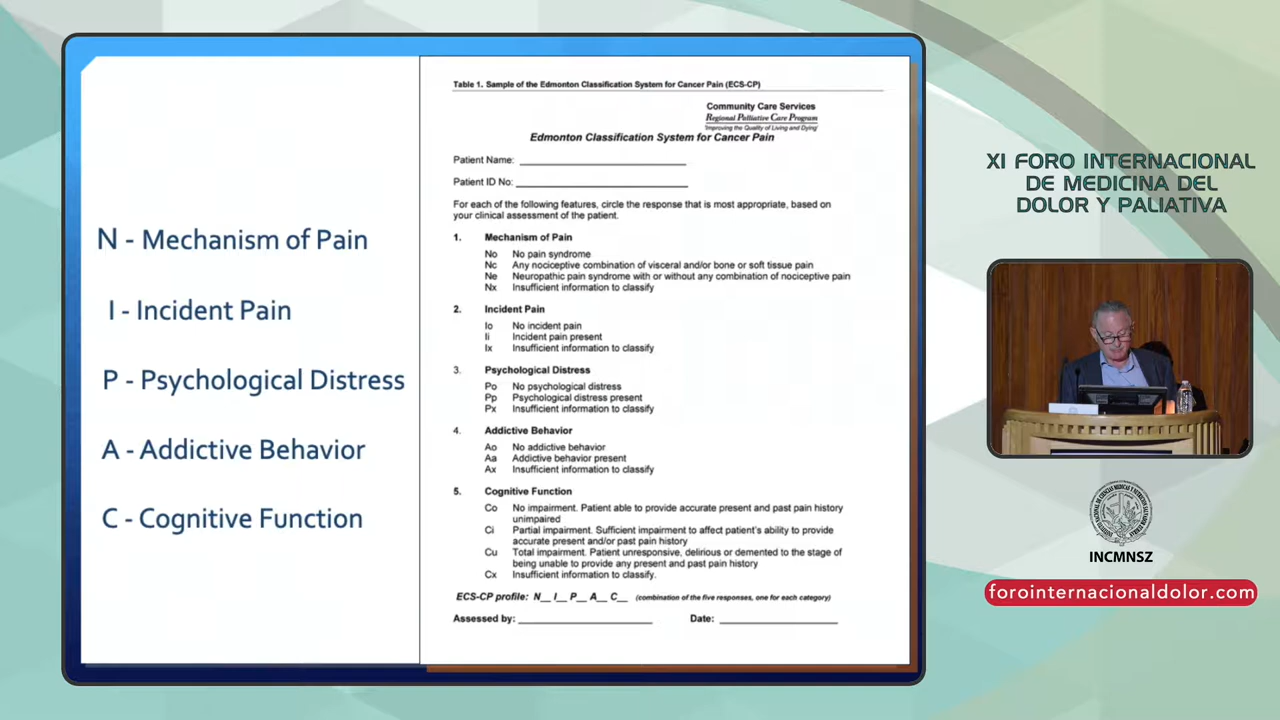 N - Mechanism of Pain
I - Incident Pain
P - Psychological Distress
A - Addictive Behavior
C - Cognitive Function
Table 1. Sample of the Edmonton Classification System for Cancer Pain (ECS-CP)
Community Care Services
Regional Palliative Care Program
'Improving the Quality of Living and Dying'
Edmonton Classification System for Cancer Pain
Patient Name:
Patient ID No:
For each of the following features, circle the response that is most appropriate, based on
your clinical assessment of the patient.
1. Mechanism of Pain
No No pain syndrome
Nc Any nociceptive combination of visceral and/or bone or soft tissue pain
Ne Neuropathic pain syndrome with or without any combination of nociceptive pain
Nx Insufficient information to classify
2. Incident Pain
Io No incident pain
Ii Incident pain present
Ix Insufficient information to classify
3. Psychological Distress
Po No psychological distress
Pp Psychological distress present
Px Insufficient information to classify
4. Addictive Behavior
Ao No addictive behavior
Aa Addictive behavior present
Ax Insufficient information to classify
5. Cognitive Function
Co No impairment. Patient able to provide accurate present and past pain history
unimpaired
Ci Partial impairment. Sufficient impairment to affect patient's ability to provide
accurate present and/or past pain history
Cu Total impairment. Patient unresponsive, delirious or demented to the stage of
being unable to provide any present and past pain history
Cx Insufficient information to classify.
ECS-CP profile: N__ I__ P__ A__ C__ (combination of the five responses, one for each category)
Assessed by: Date:
XI FORO INTERNACIONAL
DE MEDICINA DEL
DOLOR Y PALIATIVA
INCMNSZ
forointernacionaldolor.com